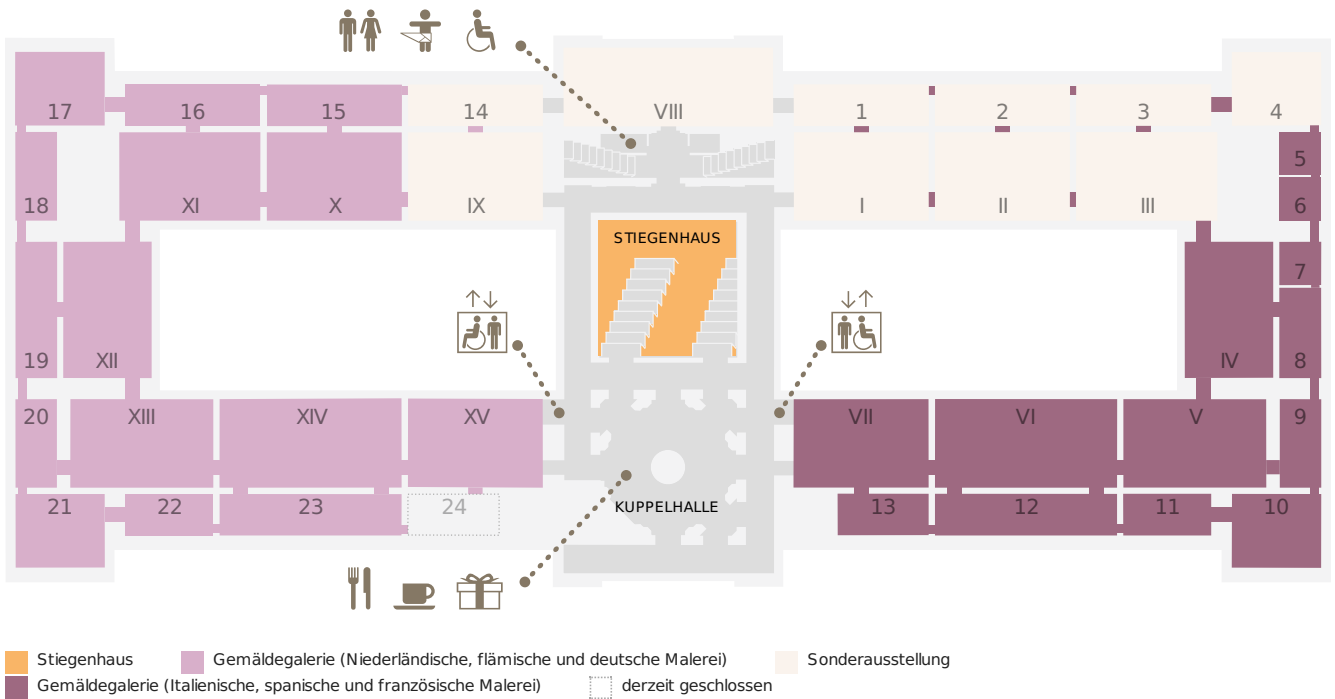 17
16
15
14
VIII
1
2
3
4
5
18
XI
X
IX
I
II
III
6
STIEGENHAUS
7
19
XII
IV
8
20
XIII
XIV
XV
VII
VI
V
9
21
22
23
24
KUPPELHALLE
13
12
11
10
Stiegenhaus
Gemäldegalerie (Niederländische, flämische und deutsche Malerei)
Sonderausstellung
Gemäldegalerie (Italienische, spanische und französische Malerei)
derzeit geschlossen